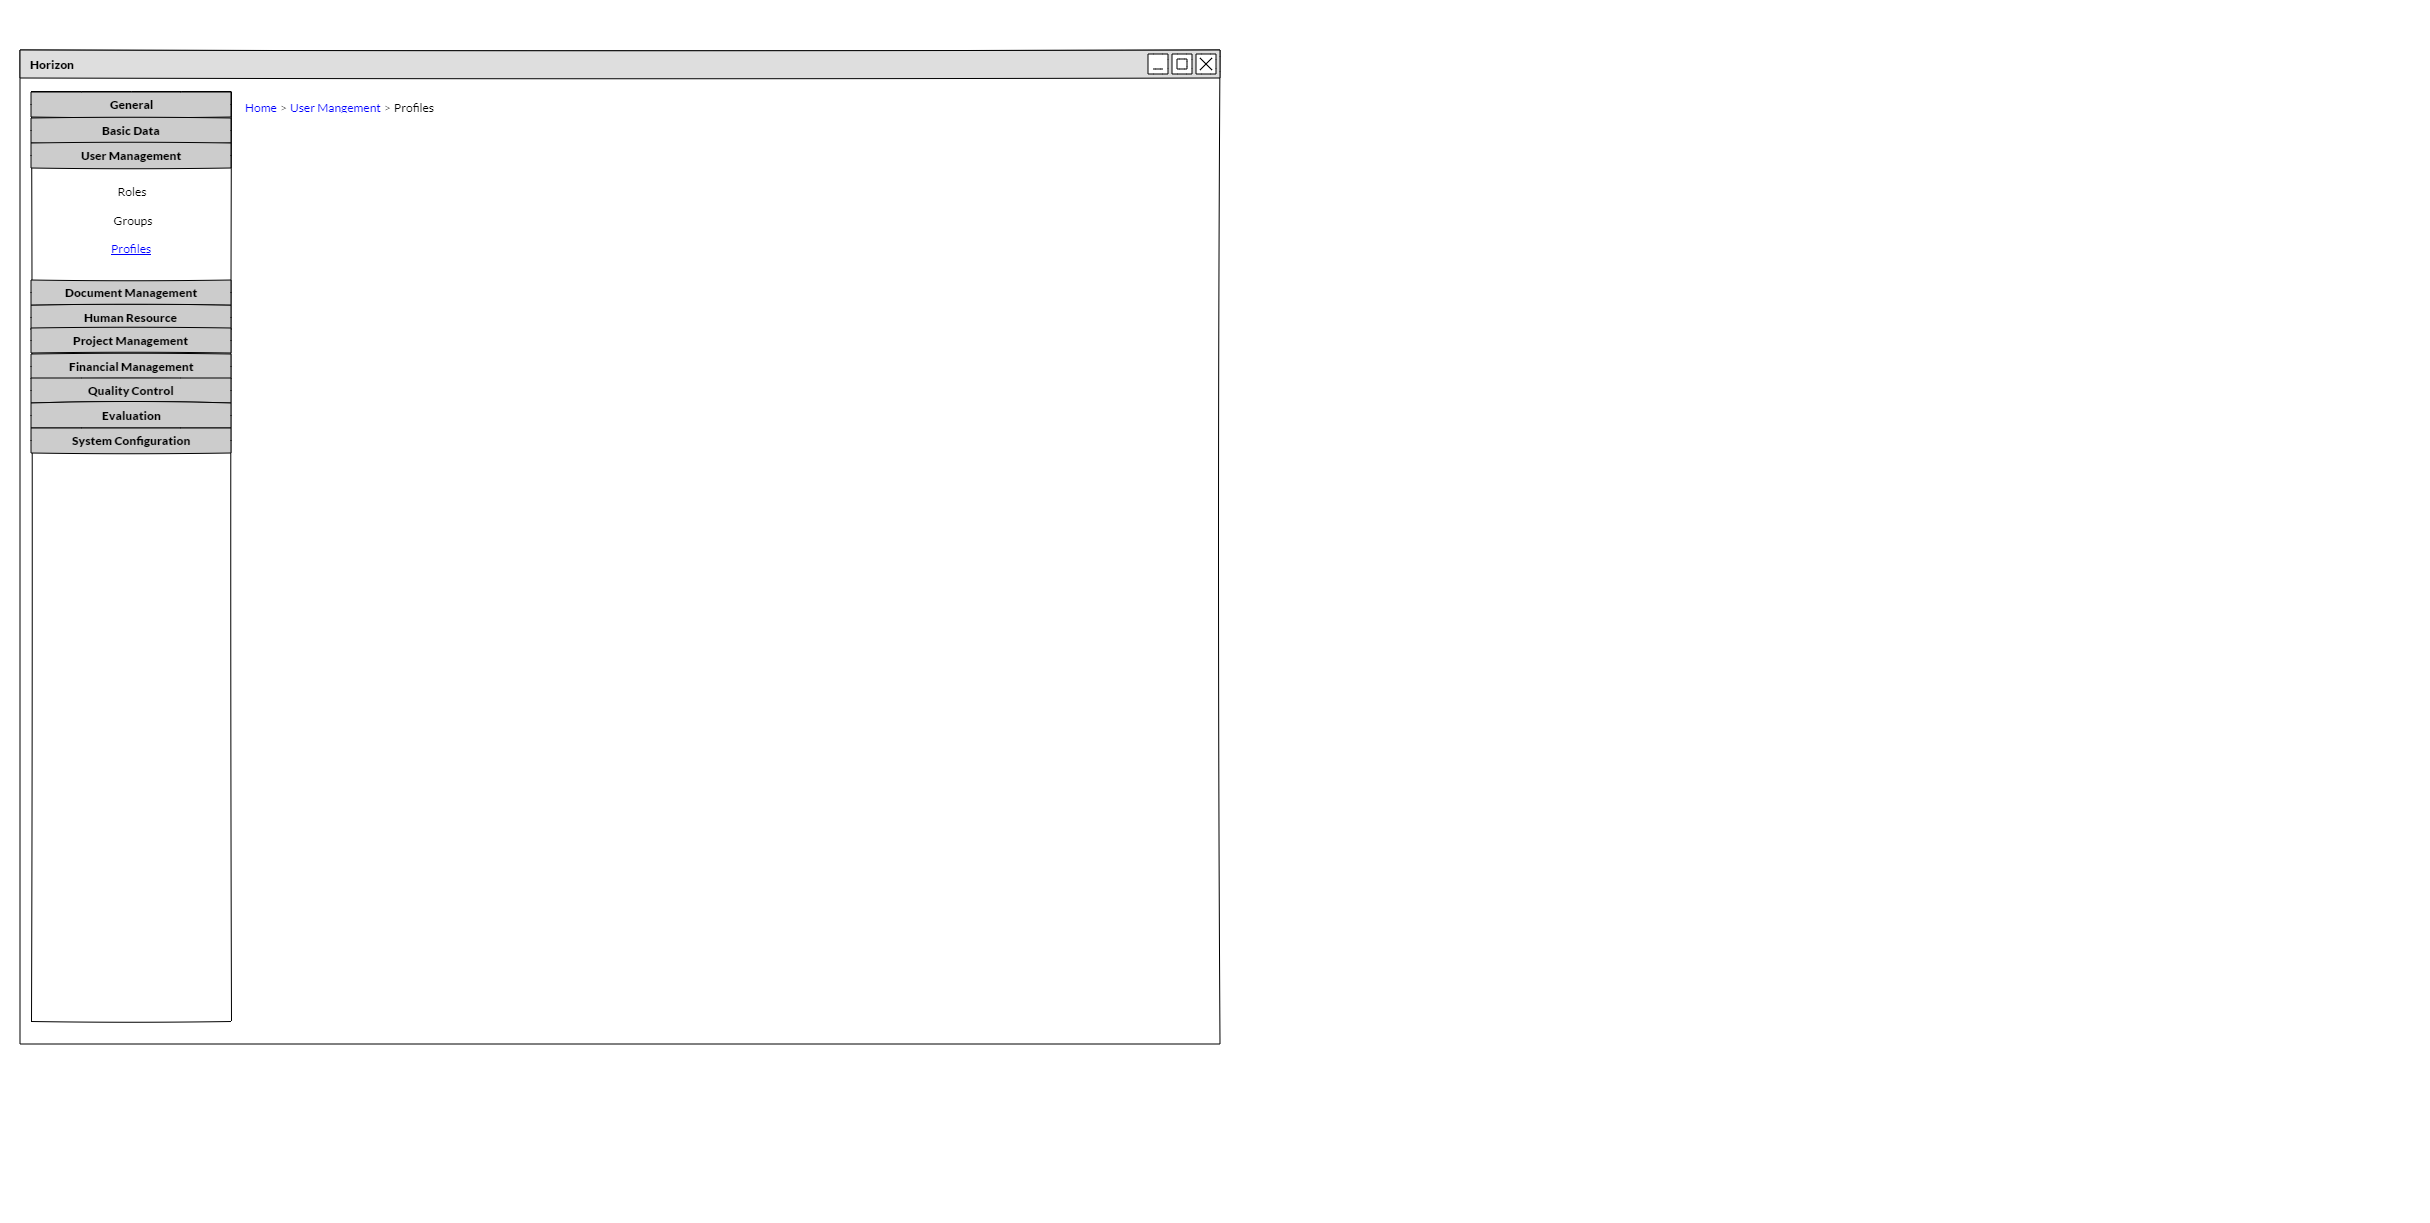 Horizon
General
Home > User Mangement > Profiles
Basic Data
User Management
Roles
Groups
Profiles
Document Management
Human Resource
Project Management
Financial Management
Quality Control
Evaluation
System Configuration